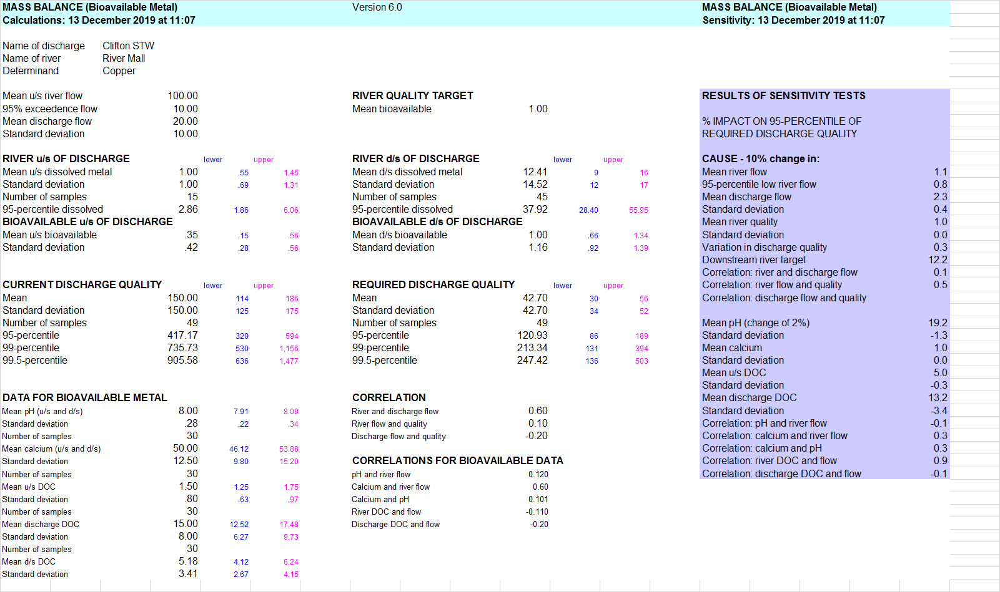 MASS BALANCE (Bioavailable Metal) Version 6.0 MASS BALANCE (Bioavailable Metal)
Calculations: 13 December 2019 at 11:07 Sensitivity: 13 December 2019 at 11:07
Name of discharge Clifton STW
Name of river River Mall
Determinand Copper
Mean u/s river flow 100.00 RIVER QUALITY TARGET RESULTS OF SENSITIVITY TESTS
95% exceedence flow 10.00 Mean bioavailable 1.00
Mean discharge flow 20.00 % IMPACT ON 95-PERCENTILE OF
Standard deviation 10.00 REQUIRED DISCHARGE QUALITY
RIVER u/s OF DISCHARGE lower upper RIVER d/s OF DISCHARGE lower upper CAUSE - 10% change in:
Mean u/s dissolved metal 1.00 .55 1.45 Mean d/s dissolved metal 12.41 9 16 Mean river flow 1.1
Standard deviation 1.00 .69 1.31 Standard deviation 14.52 12 17 95-percentile low river flow 0.8
Number of samples 15 Number of samples 45 Mean discharge flow 2.3
95-percentile dissolved 2.86 1.86 6.06 95-percentile dissolved 37.92 28.40 55.95 Standard deviation 0.4
BIOAVAILABLE u/s OF DISCHARGE BIOAVAILABLE d/s OF DISCHARGE Mean river quality 1.0
Mean u/s bioavailable .35 .15 .56 Mean d/s bioavailable 1.00 .66 1.34 Standard deviation 0.0
Standard deviation .42 .28 .56 Standard deviation 1.16 .92 1.39 Variation in discharge quality 0.3
Downstream river target 12.2
Correlation: river and discharge flow 0.1
CURRENT DISCHARGE QUALITY lower upper REQUIRED DISCHARGE QUALITY lower upper Correlation: river flow and quality 0.5
Mean 150.00 114 186 Mean 42.70 30 56 Correlation: discharge flow and quality
Standard deviation 150.00 125 175 Standard deviation 42.70 34 52
Number of samples 49 Number of samples 49 Mean pH (change of 2%) 19.2
95-percentile 417.17 320 594 95-percentile 120.93 86 189 Standard deviation -1.3
99-percentile 735.73 530 1,156 99-percentile 213.34 131 394 Mean calcium 1.0
99.5-percentile 905.58 636 1,477 99.5-percentile 247.42 136 503 Standard deviation 0.0
Mean u/s DOC 5.0
Standard deviation -0.3
DATA FOR BIOAVAILABLE METAL CORRELATION Mean discharge DOC 13.2
Mean pH (u/s and d/s) 8.00 7.91 8.09 River and discharge flow 0.60 Standard deviation -3.4
Standard deviation .28 .22 .34 River flow and quality 0.10 Correlation: pH and river flow -0.1
Number of samples 30 Discharge flow and quality -0.20 Correlation: calcium and river flow 0.3
Mean calcium (u/s and d/s) 50.00 46.12 53.88 Correlation: calcium and pH 0.3
Standard deviation 12.50 9.80 15.20 CORRELATIONS FOR BIOAVAILABLE DATA Correlation: river DOC and flow 0.9
Number of samples 30 pH and river flow 0.120 Correlation: discharge DOC and flow -0.1
Mean u/s DOC 1.50 1.25 1.75 Calcium and river flow 0.60
Standard deviation .80 .63 .97 Calcium and pH 0.101
Number of samples 30 River DOC and flow -0.110
Mean discharge DOC 15.00 12.52 17.48 Discharge DOC and flow -0.20
Standard deviation 8.00 6.27 9.73
Number of samples 30
Mean d/s DOC 5.18 4.12 6.24
Standard deviation 3.41 2.67 4.15